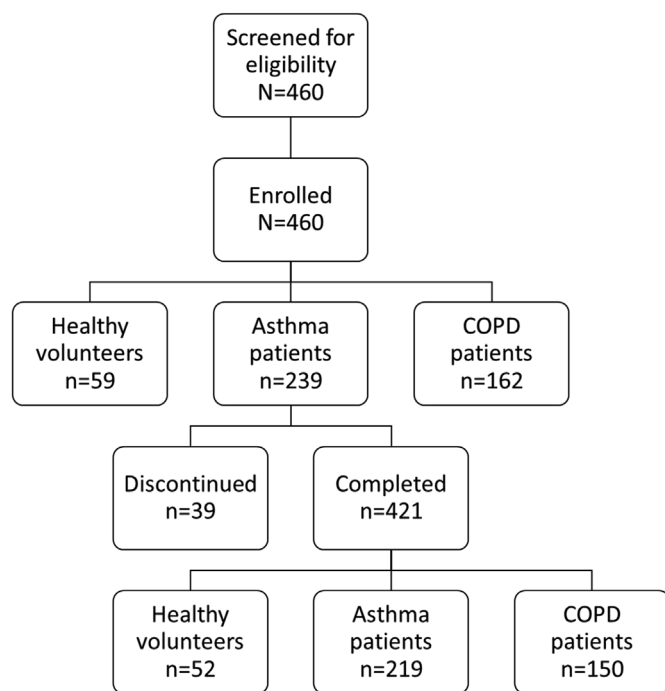 Screened for
eligibility
N=460
Enrolled
N=460
Healthy
volunteers
n=59
Asthma
patients
n=239
COPD
patients
n=162
Discontinued
n=39
Completed
n=421
Healthy
volunteers
n=52
Asthma
patients
n=219
COPD
patients
n=150